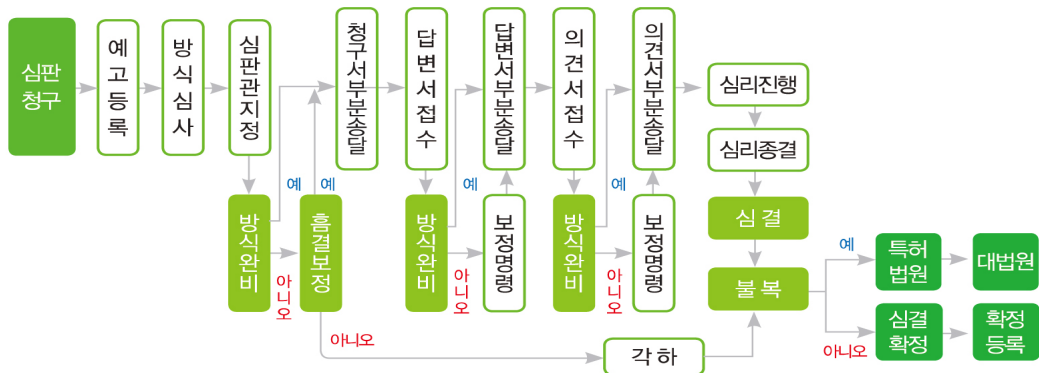 심판
청구
예고등록
방식심사
심판관지정
청구서부분송달
답변서접수
답변서부분송달
의견서접수
의견서부분송달
심리진행
심리종결
심 결
불 복
방식완비
예
아니오
흠결보정
예
아니오
방식완비
예
아니오
보정명령
방식완비
예
아니오
보정명령
각 하
예
특허
법원
대법원
아니오
심결
확정
확정
등록